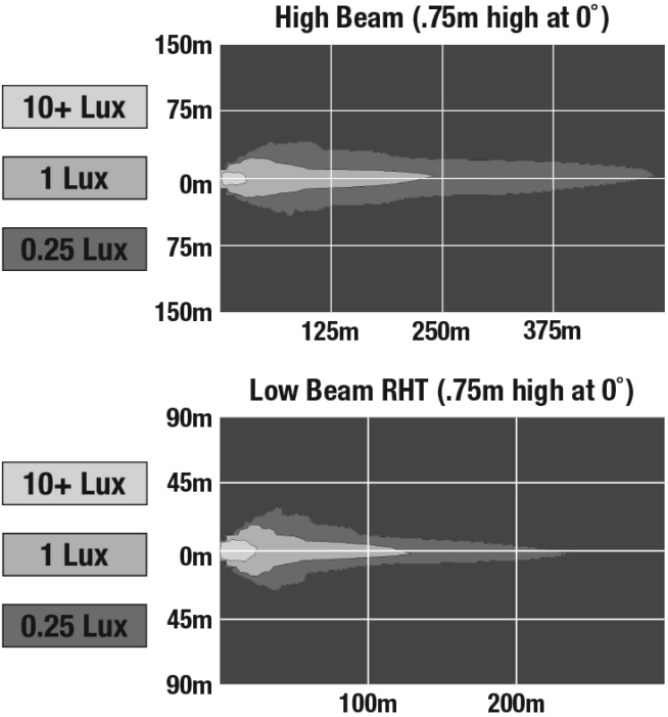 High Beam (.75m high at 0˚)
150m
10+ Lux
75m
1 Lux
0m
0.25 Lux
75m
150m
125m 250m 375m
Low Beam RHT (.75m high at 0˚)
90m
10+ Lux
45m
1 Lux
0m
0.25 Lux
45m
90m
100m 200m